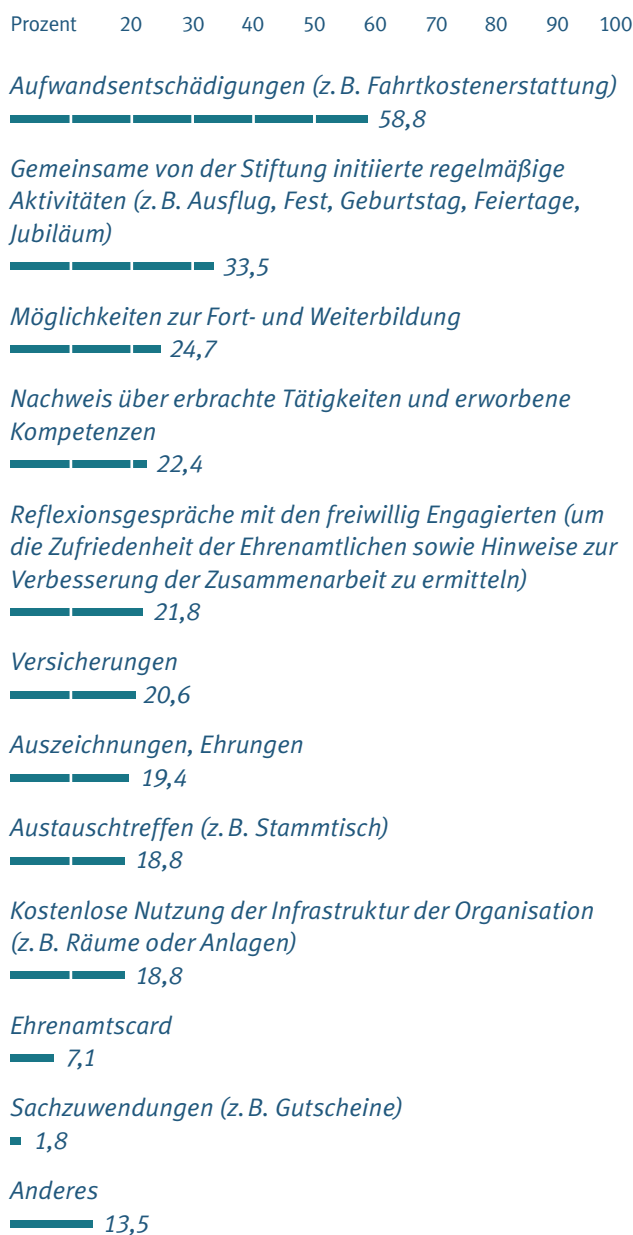 Prozent 20 30 40 50 60 70 80 90 100
Aufwandsentschädigungen (z. B. Fahrtkostenerstattung)
58,8
Gemeinsame von der Stiftung initiierte regelmäßige
Aktivitäten (z. B. Ausflug, Fest, Geburtstag, Feiertage,
Jubiläum)
33,5
Möglichkeiten zur Fort- und Weiterbildung
24,7
Nachweis über erbrachte Tätigkeiten und erworbene
Kompetenzen
22,4
Reflexionsgespräche mit den freiwillig Engagierten (um
die Zufriedenheit der Ehrenamtlichen sowie Hinweise zur
Verbesserung der Zusammenarbeit zu ermitteln)
21,8
Versicherungen
20,6
Auszeichnungen, Ehrungen
19,4
Austauschtreffen (z. B. Stammtisch)
18,8
Kostenlose Nutzung der Infrastruktur der Organisation
(z. B. Räume oder Anlagen)
18,8
Ehrenamtscard
7,1
Sachzuwendungen (z. B. Gutscheine)
1,8
Anderes
13,5